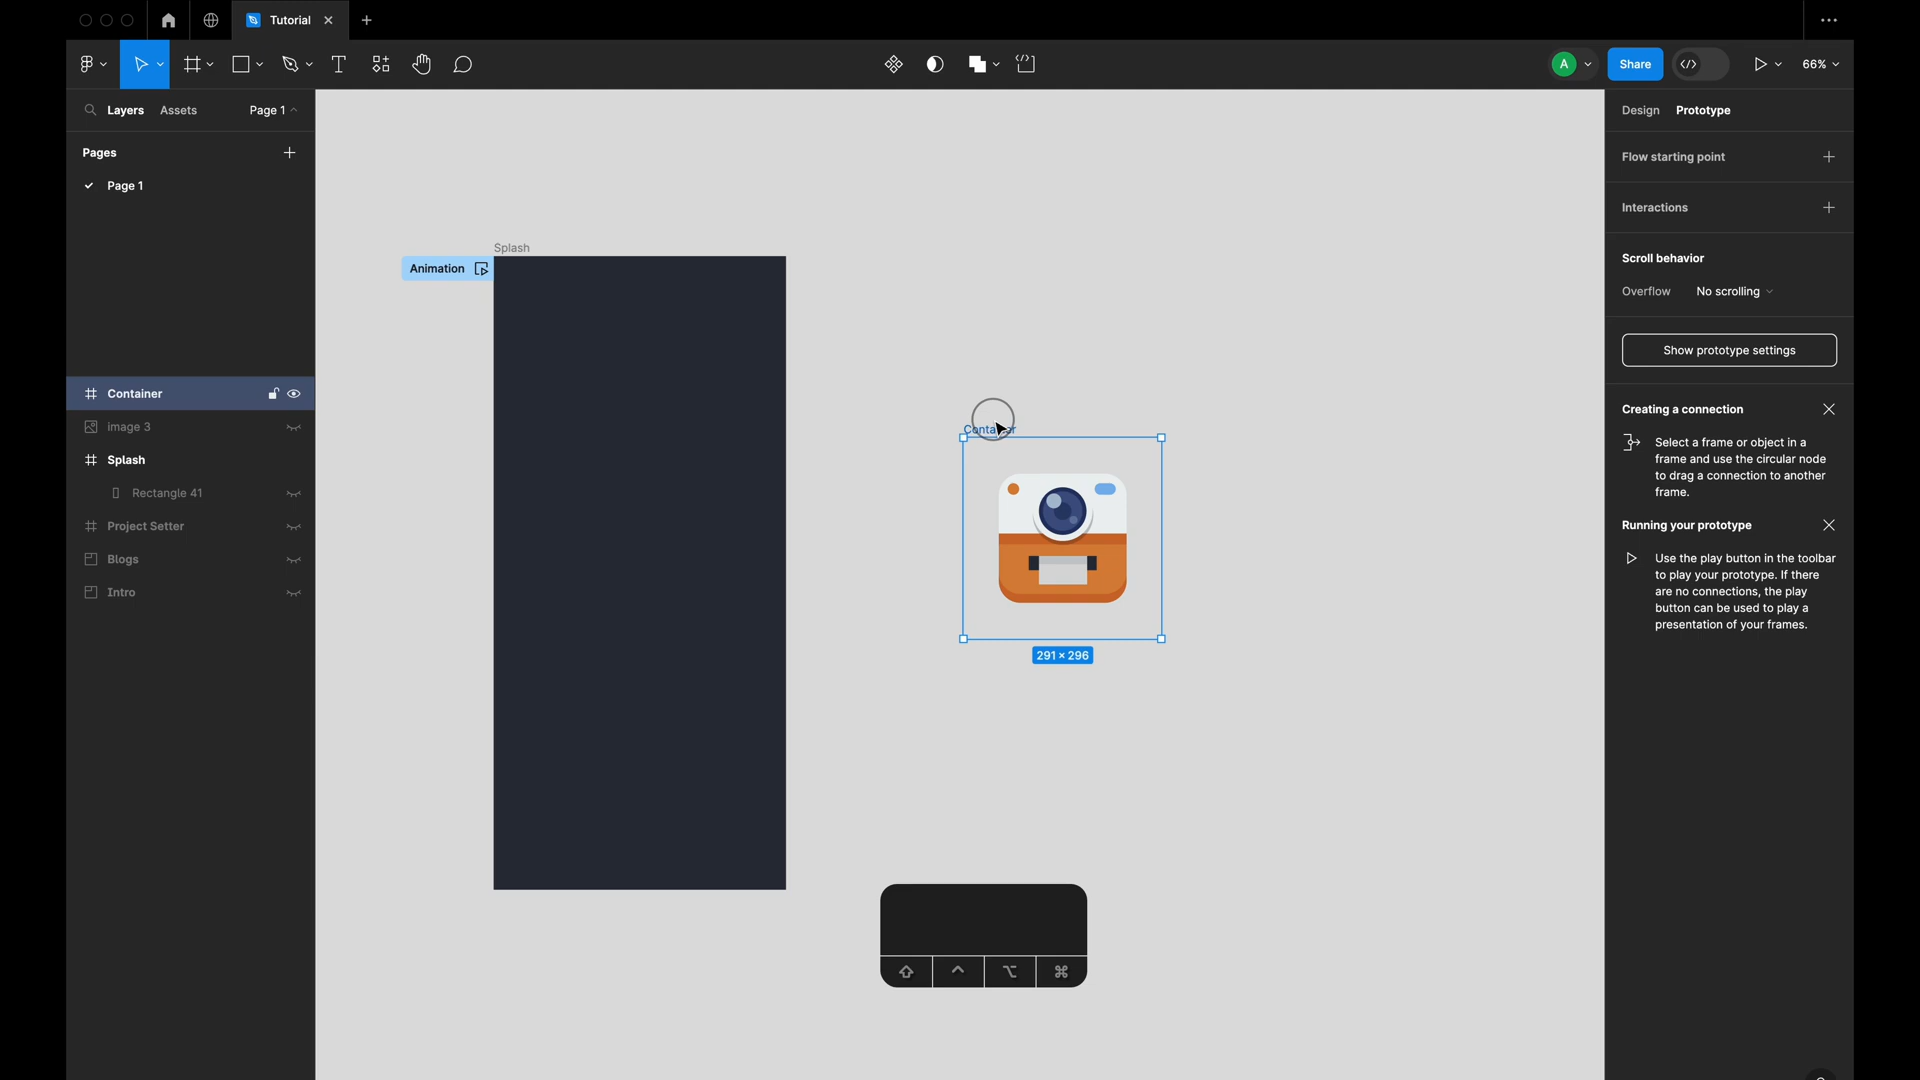 Tutorial
A
Share
66%
Layers
Assets
Page 1
Design
Prototype
Pages
Page 1
Flow starting point
Interactions
Splash
Scroll behavior
Animation
Overflow
No scrolling
Show prototype settings
Container
image 3
Splash
Rectangle 41
Project Setter
Blogs
Intro
Container
291 × 296
Creating a connection
Select a frame or object in a
frame and use the circular node
to drag a connection to another
frame.
Running your prototype
Use the play button in the toolbar
to play your prototype. If there
are no connections, the play
button can be used to play a
presentation of your frames.